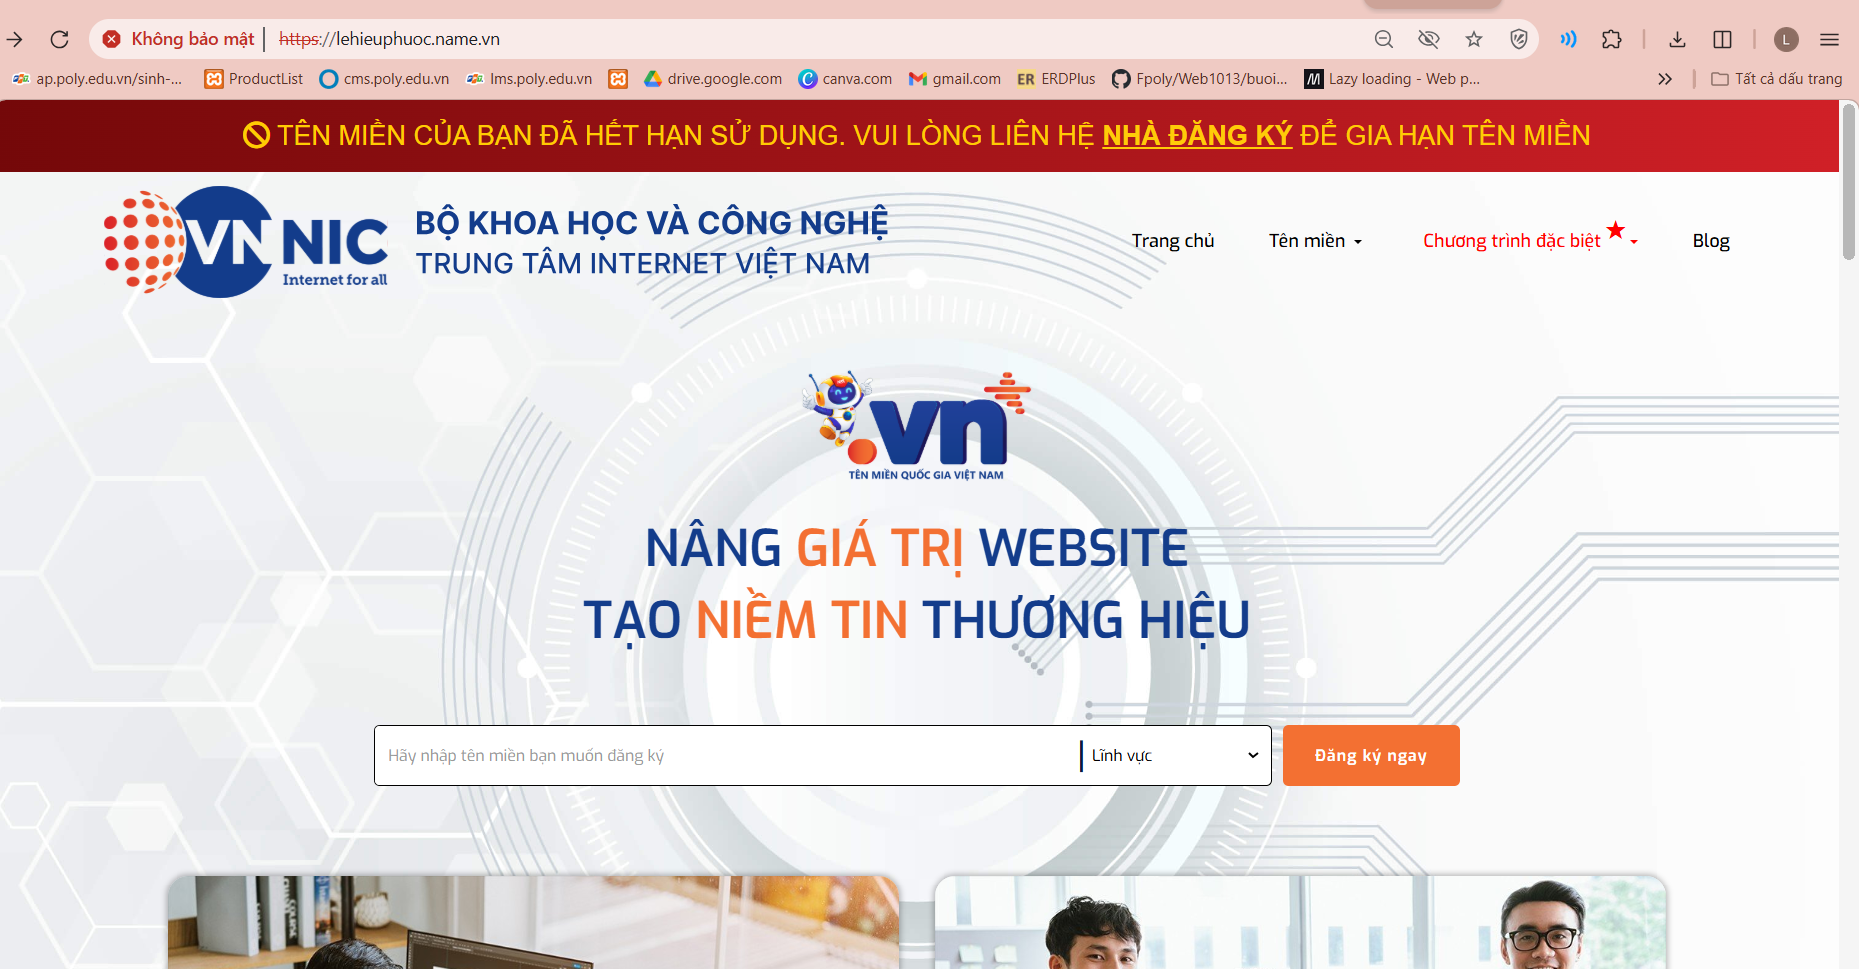 Không bảo mật
https://lehieuphuoc.name.vn
L
ap.poly.edu.vn/sinh-...
ProductList
cms.poly.edu.vn
lms.poly.edu.vn
drive.google.com
canva.com
gmail.com
ER ERDPlus
Fpoly/Web1013/buoi...
M Lazy loading - Web p...
Tất cả dấu trang
TÊN MIỀN CỦA BẠN ĐÃ HẾT HẠN SỬ DỤNG. VUI LÒNG LIÊN HỆ NHÀ ĐĂNG KÝ ĐỂ GIA HẠN TÊN MIỀN
VN NIC
Internet for all
BỘ KHOA HỌC VÀ CÔNG NGHỆ
TRUNG TÂM INTERNET VIỆT NAM
Trang chủ
Tên miền
Chương trình đặc biệt
Blog
.vn
TÊN MIỀN QUỐC GIA VIỆT NAM
NÂNG GIÁ TRỊ WEBSITE
TẠO NIỀM TIN THƯƠNG HIỆU
Hãy nhập tên miền bạn muốn đăng ký
Lĩnh vực
Đăng ký ngay